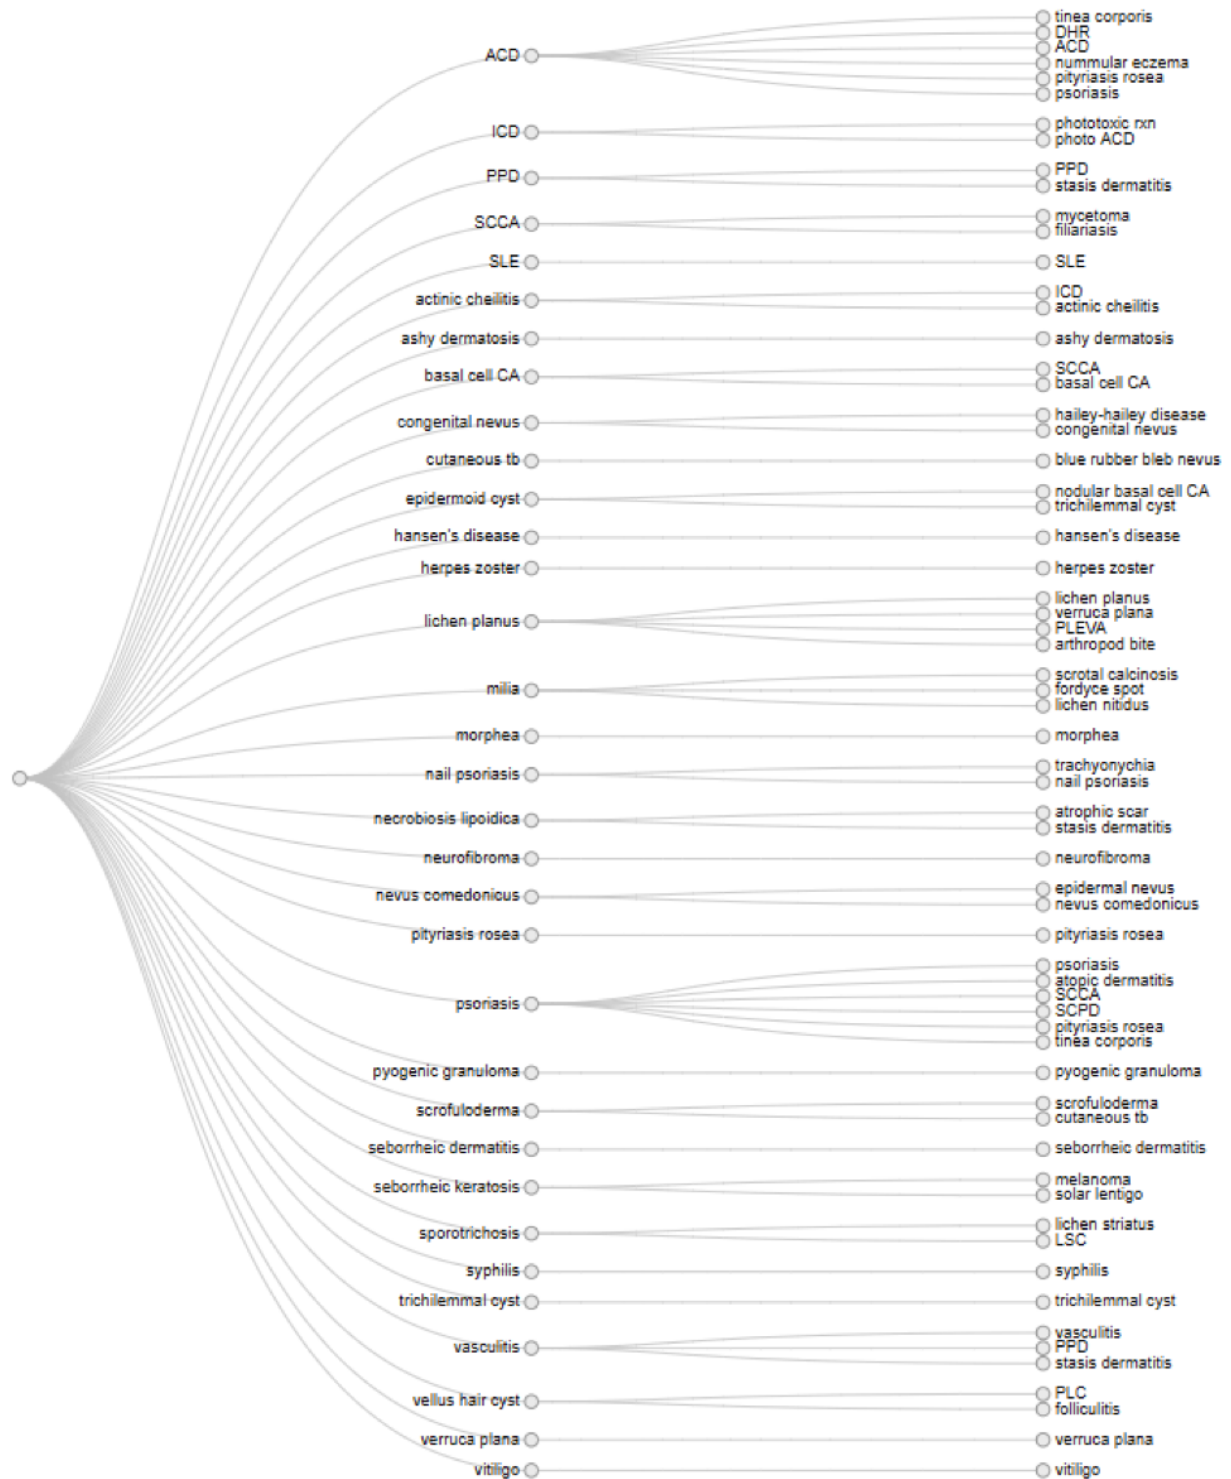 ACD
tinea corporis
DHR
ACD
nummular eczema
pityriasis rosea
psoriasis
ICD
phototoxic rxn
photo ACD
PPD
PPD
stasis dermatitis
SCCA
mycetoma
filiariasis
SLE
SLE
actinic cheilitis
ICD
actinic cheilitis
ashy dermatosis
ashy dermatosis
basal cell CA
SCCA
basal cell CA
congenital nevus
hailey-hailey disease
congenital nevus
cutaneous tb
blue rubber bleb nevus
epidermoid cyst
nodular basal cell CA
trichilemmal cyst
hansen's disease
hansen's disease
herpes zoster
herpes zoster
lichen planus
lichen planus
verruca plana
PLEVA
arthropod bite
milia
scrotal calcinosis
fordyce spot
lichen nitidus
morphea
morphea
nail psoriasis
trachyonychia
nail psoriasis
necrobiosis lipoidica
atrophic scar
stasis dermatitis
neurofibroma
neurofibroma
nevus comedonicus
epidermal nevus
nevus comedonicus
pityriasis rosea
pityriasis rosea
psoriasis
psoriasis
atopic dermatitis
SCCA
SCPD
pityriasis rosea
tinea corporis
pyogenic granuloma
pyogenic granuloma
scrofuloderma
scrofuloderma
cutaneous tb
seborrheic dermatitis
seborrheic dermatitis
seborrheic keratosis
melanoma
solar lentigo
sporotrichosis
lichen striatus
LSC
syphilis
syphilis
trichilemmal cyst
trichilemmal cyst
vasculitis
vasculitis
PPD
stasis dermatitis
vellus hair cyst
PLC
folliculitis
verruca plana
verruca plana
vitiligo
vitiligo